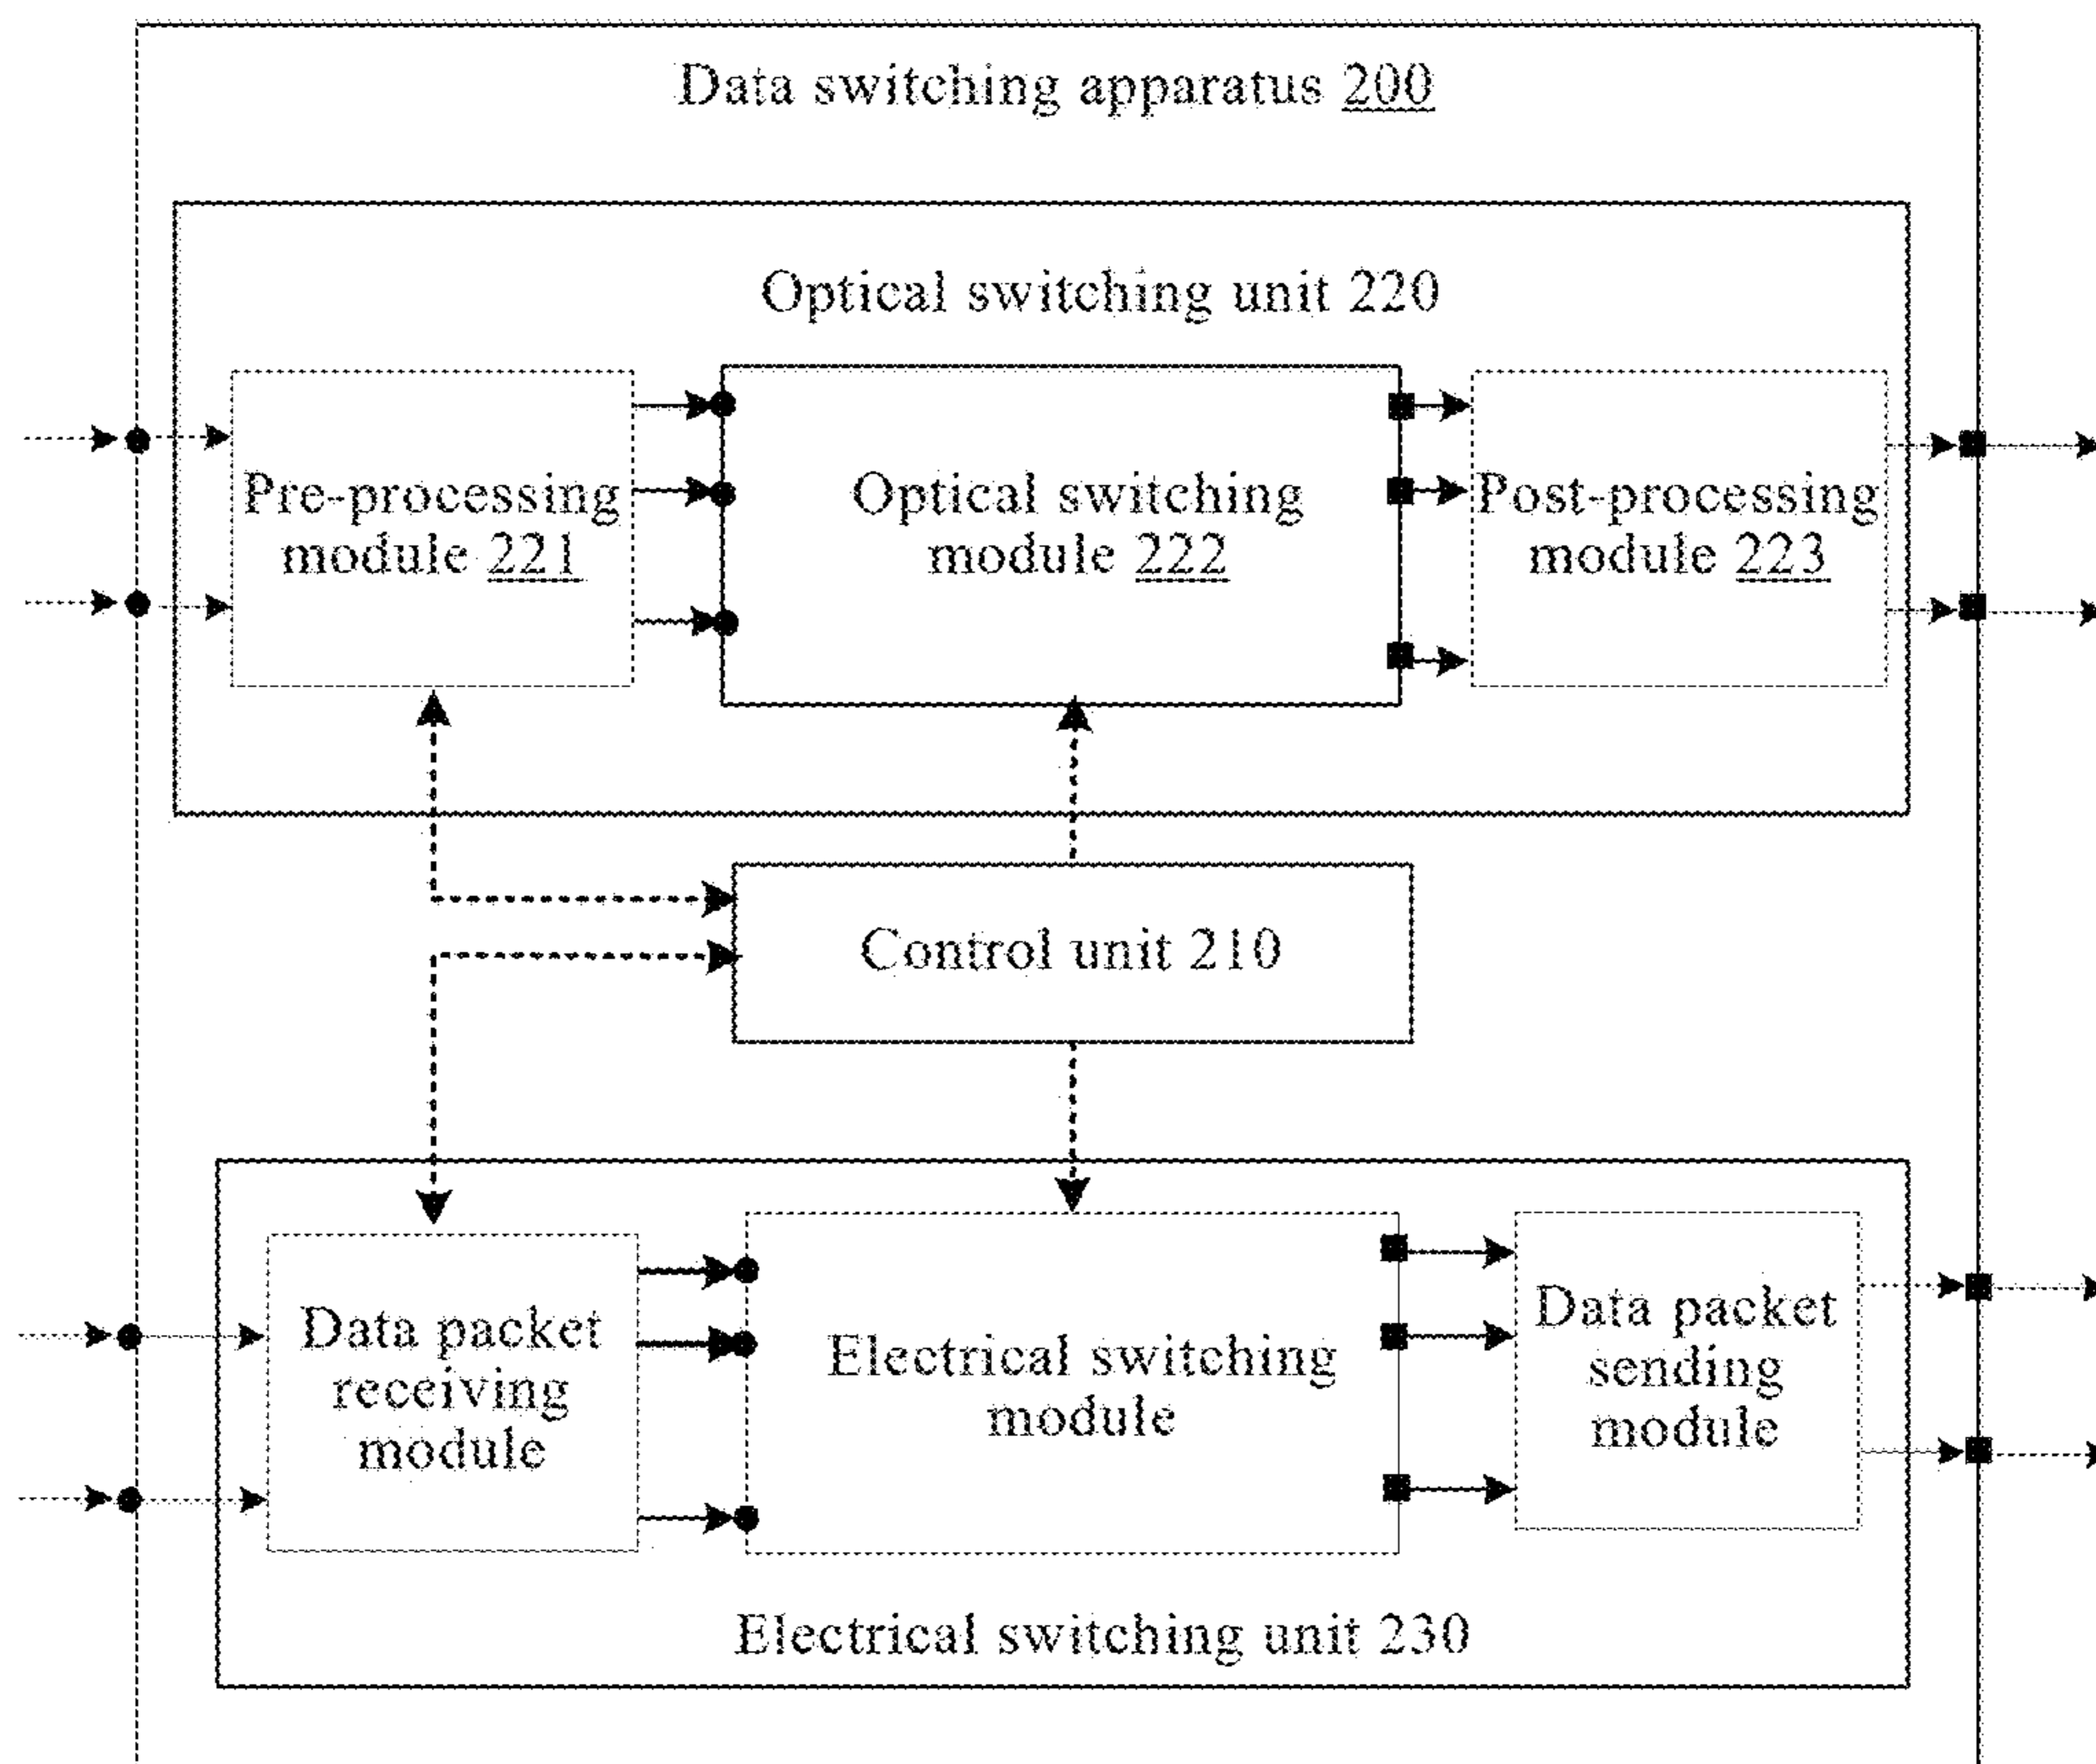 Data switching apparatus 200
Optical switching unit 220
Pre-processing
module 221
Optical switching
module 222
Post-processing
module 223
Control unit 210
Data packet
receiving
module
Electrical switching
module
Data packet
sending
module
Electrical switching unit 230